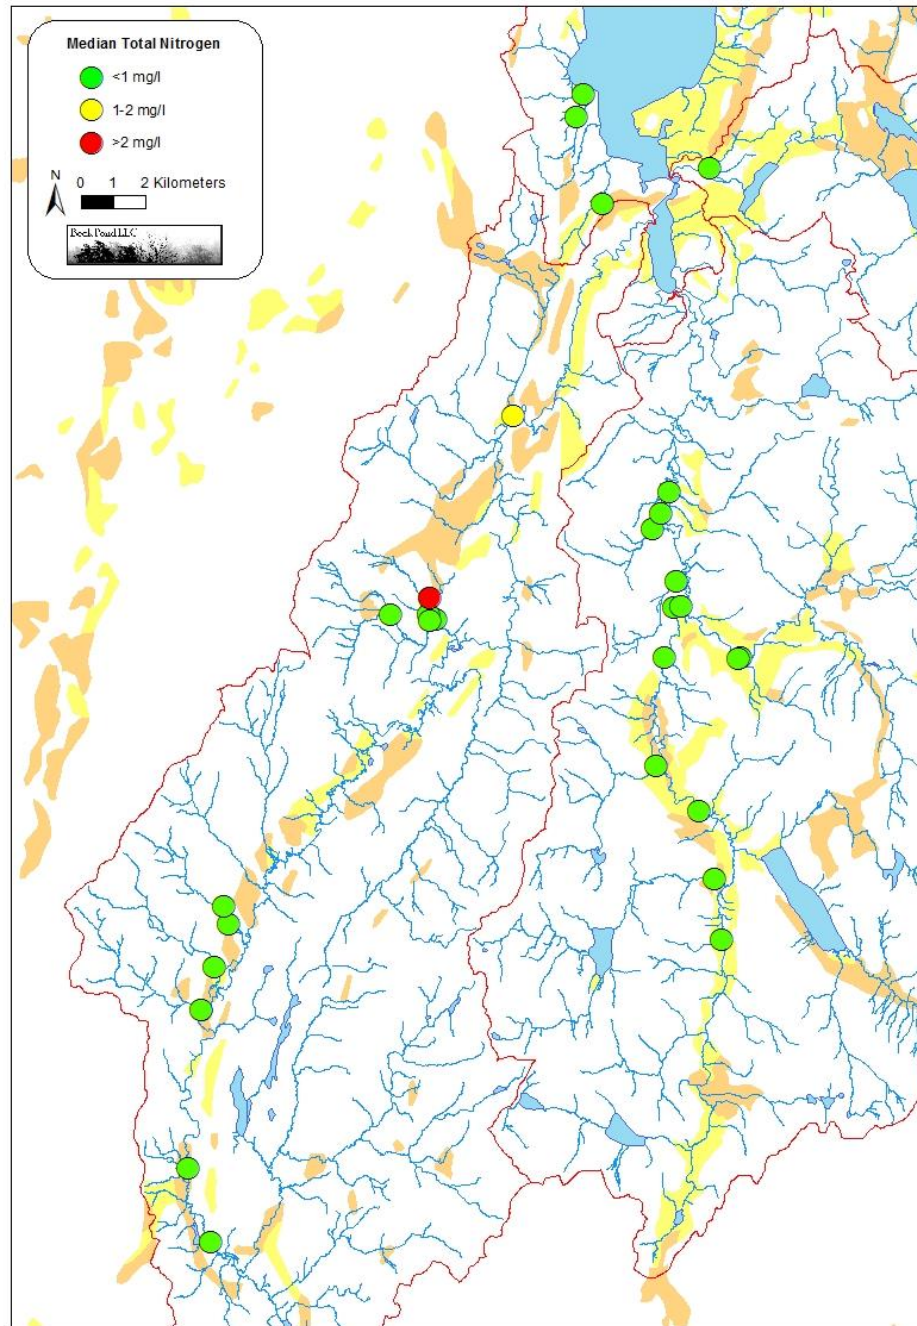 Median Total Nitrogen
<1 mg/l
1-2 mg/l
>2 mg/l
N
0 1 2 Kilometers
Beck Pond LLC